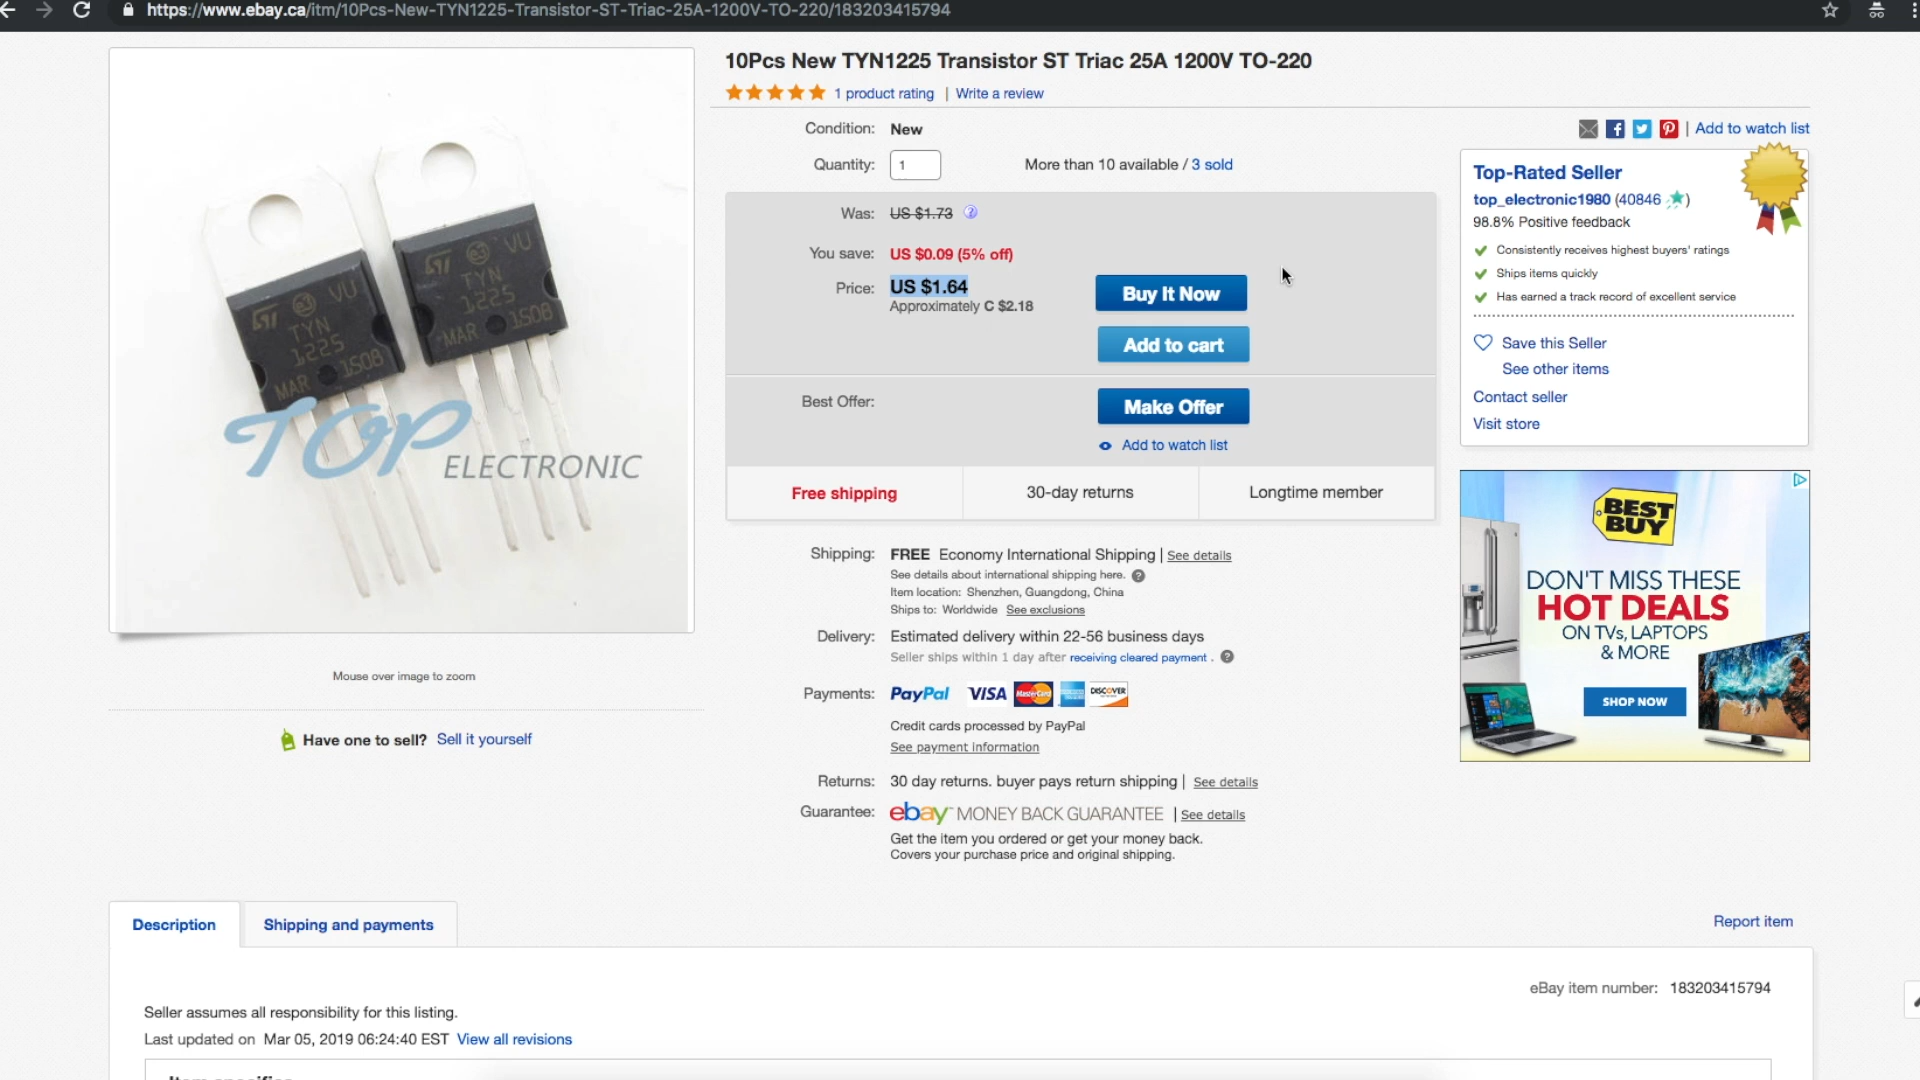 https://www.ebay.ca/itm/10Pcs-New-TYN1225-Transistor-ST-Triac-25A-1200V-TO-220/183203415794
10Pcs New TYN1225 Transistor ST Triac 25A 1200V TO-220
1 product rating | Write a review
Condition: New
Quantity: 1 More than 10 available / 3 sold
Was: US $1.73
You save: US $0.09 (5% off)
Price: US $1.64
Approximately C $2.18
Buy It Now
Add to cart
Best Offer:
Make Offer
Add to watch list
Free shipping 30-day returns Longtime member
Shipping: FREE Economy International Shipping | See details
See details about international shipping here.
Item location: Shenzhen, Guangdong, China
Ships to: Worldwide See exclusions
Delivery: Estimated delivery within 22-56 business days
Seller ships within 1 day after receiving cleared payment .
Payments: PayPal VISA MasterCard DISCOVER
Credit cards processed by PayPal
See payment information
Returns: 30 day returns. buyer pays return shipping | See details
Guarantee: ebay MONEY BACK GUARANTEE | See details
Get the item you ordered or get your money back.
Covers your purchase price and original shipping.
| Add to watch list
Top-Rated Seller
top_electronic1980 (40846 )
98.8% Positive feedback
Consistently receives highest buyers' ratings
Ships items quickly
Has earned a track record of excellent service
Save this Seller
See other items
Contact seller
Visit store
BEST
BUY
DON'T MISS THESE
HOT DEALS
ON TVs, LAPTOPS
& MORE
SHOP NOW
ST VU
TYN
1225
MAR 1508
ST VU
TYN
1225
MAR 1508
TOP
ELECTRONIC
Mouse over image to zoom
Have one to sell? Sell it yourself
Description Shipping and payments
Report item
eBay item number: 183203415794
Seller assumes all responsibility for this listing.
Last updated on Mar 05, 2019 06:24:40 EST View all revisions